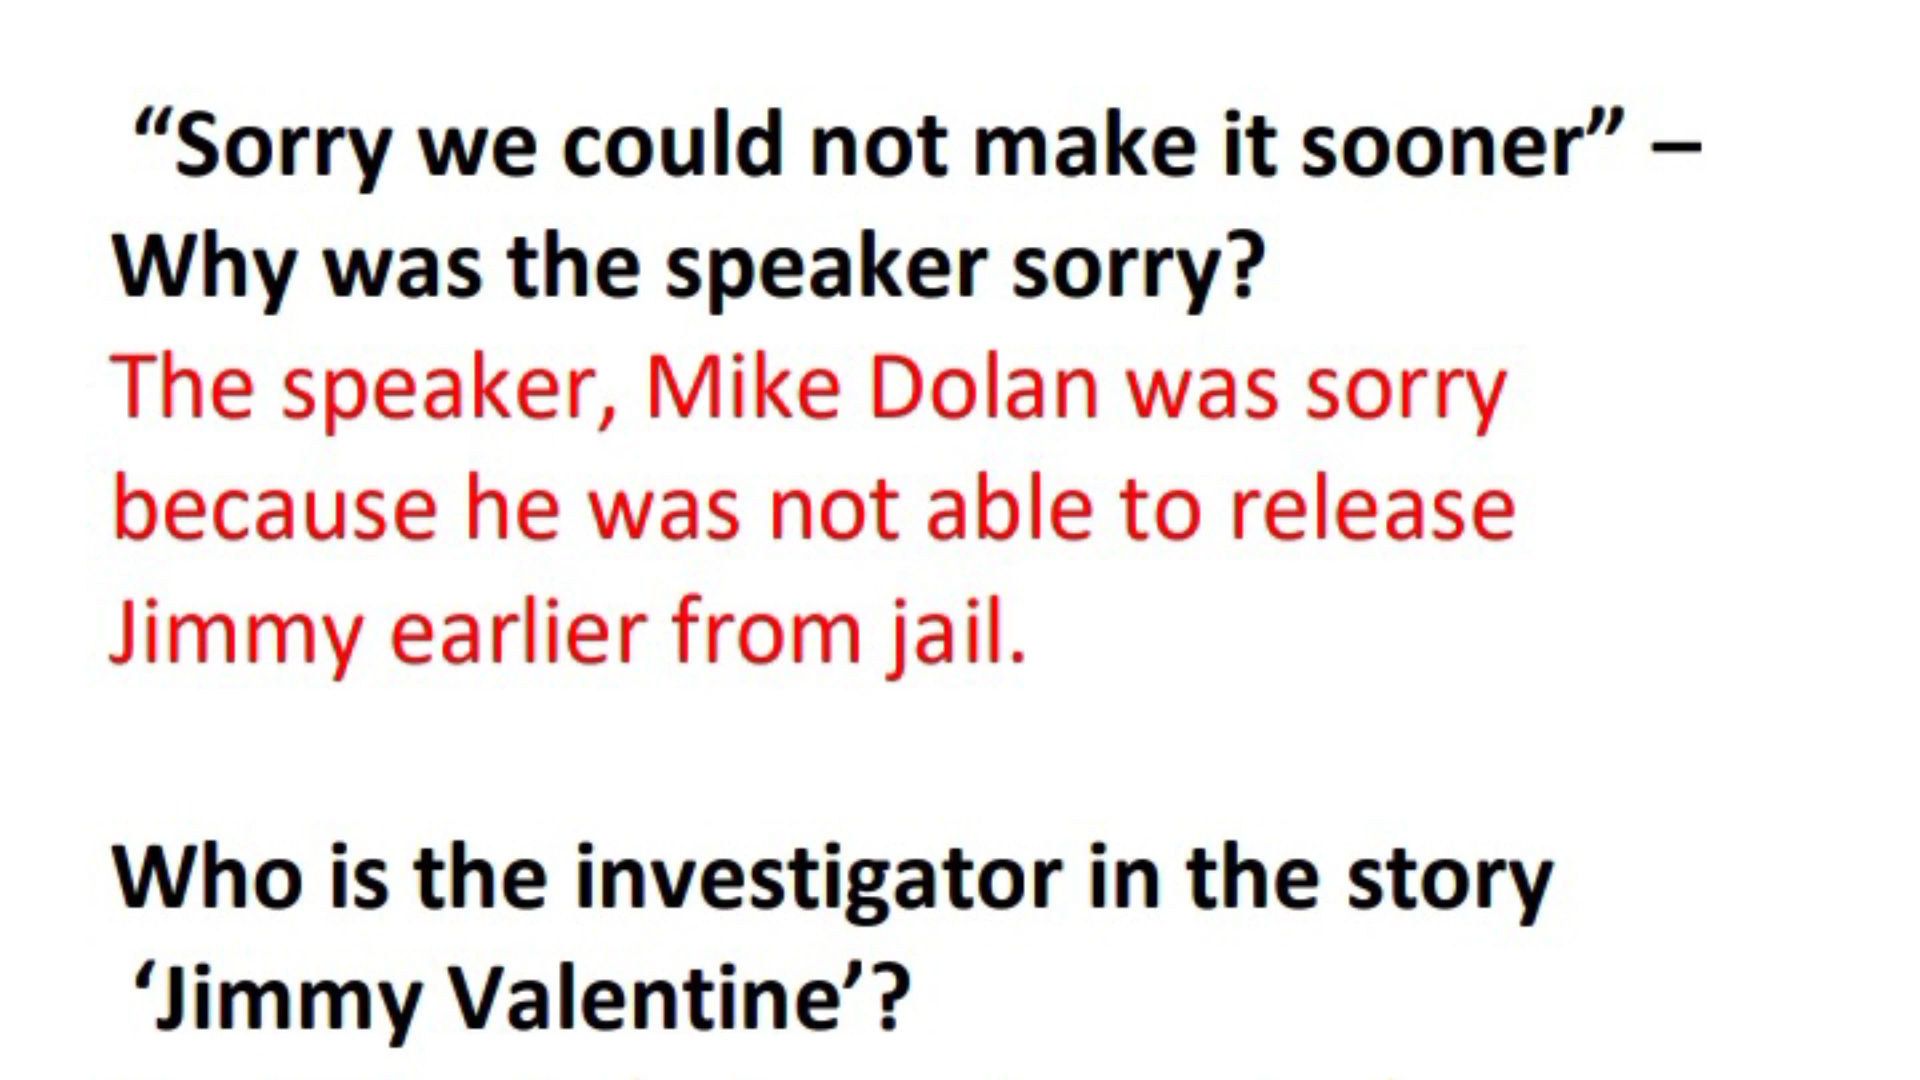 “Sorry we could not make it sooner” –
Why was the speaker sorry?
The speaker, Mike Dolan was sorry
because he was not able to release
Jimmy earlier from jail.
Who is the investigator in the story
‘Jimmy Valentine’?